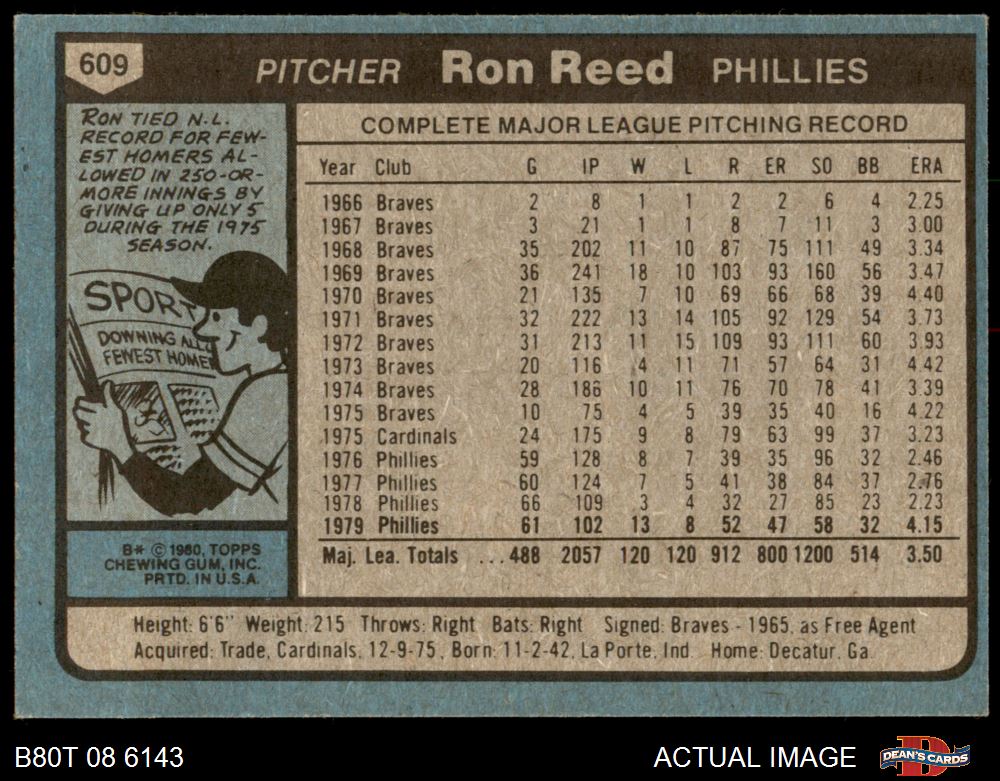 609
PITCHER Ron Reed PHILLIES
RON TIED N.L.
RECORD FOR FEW-
EST HOMERS AL-
LOWED IN 250-OR-
MORE INNINGS BY
GIVING UP ONLY 5
DURING THE 1975
SEASON.
SPORT
DOWNING ALL
FEWEST HOMER
B* © 1980, TOPPS
CHEWING GUM, INC.
PRTD. IN U.S.A.
COMPLETE MAJOR LEAGUE PITCHING RECORD
Year Club G IP W L R ER SO BB ERA
1966 Braves 2 8 1 1 2 2 6 4 2.25
1967 Braves 3 21 1 1 8 7 11 3 3.00
1968 Braves 35 202 11 10 87 75 111 49 3.34
1969 Braves 36 241 18 10 103 93 160 56 3.47
1970 Braves 21 135 7 10 69 66 68 39 4.40
1971 Braves 32 222 13 14 105 92 129 54 3.73
1972 Braves 31 213 11 15 109 93 111 60 3.93
1973 Braves 20 116 4 11 71 57 64 31 4.42
1974 Braves 28 186 10 11 76 70 78 41 3.39
1975 Braves 10 75 4 5 39 35 40 16 4.22
1975 Cardinals 24 175 9 8 79 63 99 37 3.23
1976 Phillies 59 128 8 7 39 35 96 32 2.46
1977 Phillies 60 124 7 5 41 38 84 37 2.76
1978 Phillies 66 109 3 4 32 27 85 23 2.23
1979 Phillies 61 102 13 8 52 47 58 32 4.15
Maj. Lea. Totals ...488 2057 120 120 912 800 1200 514 3.50
Height: 6'6" Weight: 215 Throws: Right Bats: Right Signed: Braves - 1965, as Free Agent
Acquired: Trade, Cardinals, 12-9-75, Born: 11-2-42, La Porte, Ind Home: Decatur, Ga
B80T 08 6143
ACTUAL IMAGE
DEAN'S CARDS